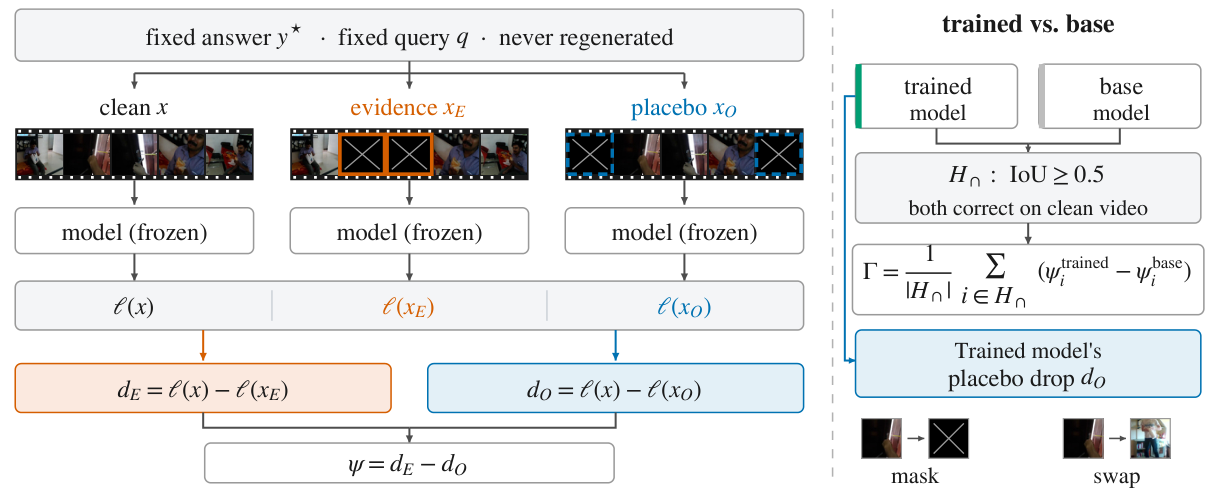 fixed answer y⋆ · fixed query q · never regenerated
clean x
evidence x_E
placebo x_O
model (frozen)
model (frozen)
model (frozen)
ℓ(x)
ℓ(x_E)
ℓ(x_O)
d_E = ℓ(x) − ℓ(x_E)
d_O = ℓ(x) − ℓ(x_O)
ψ = d_E − d_O
trained vs. base
trained
model
base
model
H_∩ : IoU ≥ 0.5
both correct on clean video
Γ = 1/|H_∩| ∑_{i ∈ H_∩} (ψ_i^trained − ψ_i^base)
Trained model's
placebo drop d_O
mask
swap